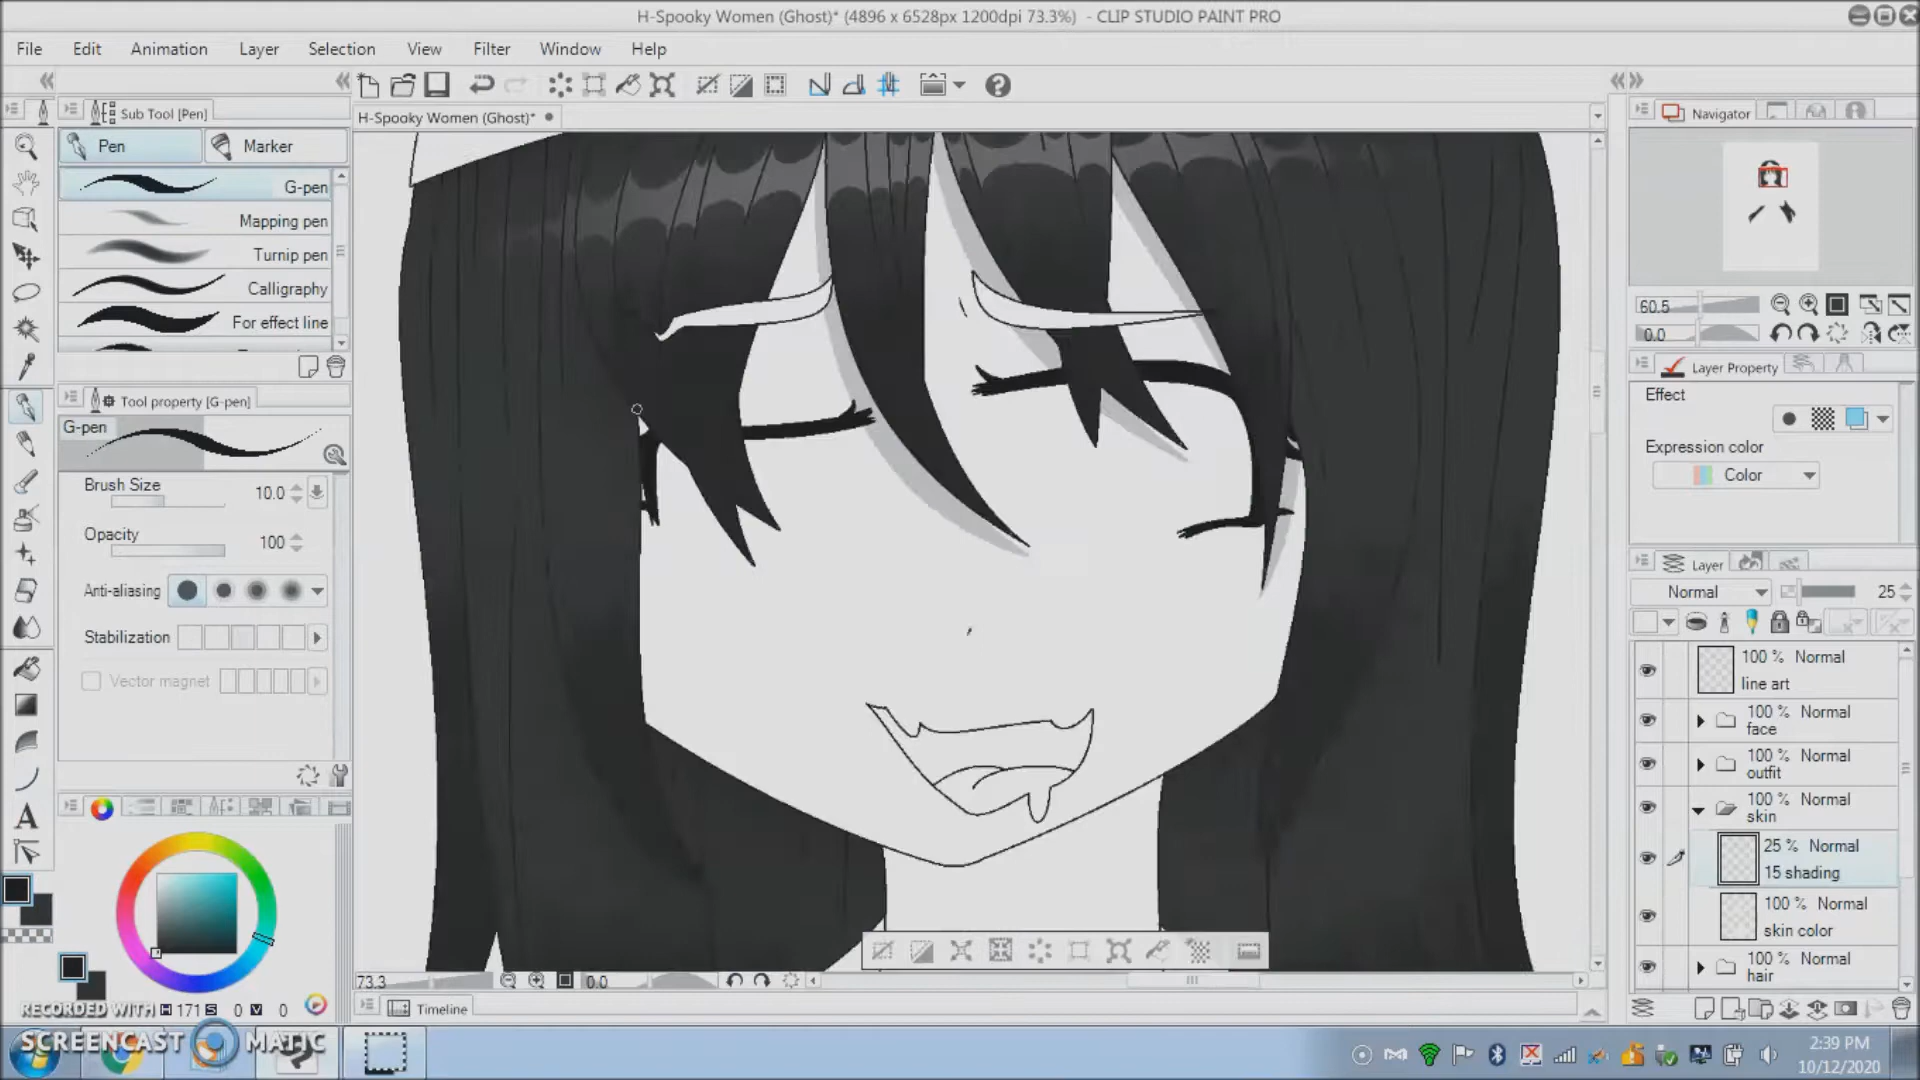 H-Spooky Women (Ghost)* (4896 x 6528px 1200dpi 73.3%) - CLIP STUDIO PAINT PRO
File Edit Animation Layer Selection View Filter Window Help
Sub Tool [Pen]
H-Spooky Women (Ghost)*
Navigator
Pen
Marker
G-pen
Mapping pen
Turnip pen
Calligraphy
For effect line
60.5
0.0
Layer Property
Tool property [G-pen]
Effect
G-pen
Expression color
Color
Brush Size 10.0
Opacity 100
Layer
Anti-aliasing
Normal 25
Stabilization
Vector magnet
100 % Normal
line art
100 % Normal
face
100 % Normal
outfit
100 % Normal
skin
25 % Normal
15 shading
100 % Normal
skin color
100 % Normal
hair
A
73.3
0.0
Timeline
H 171 S 0 V 0
RECORDED WITH
SCREENCAST MATIC
2:39 PM
10/12/2020